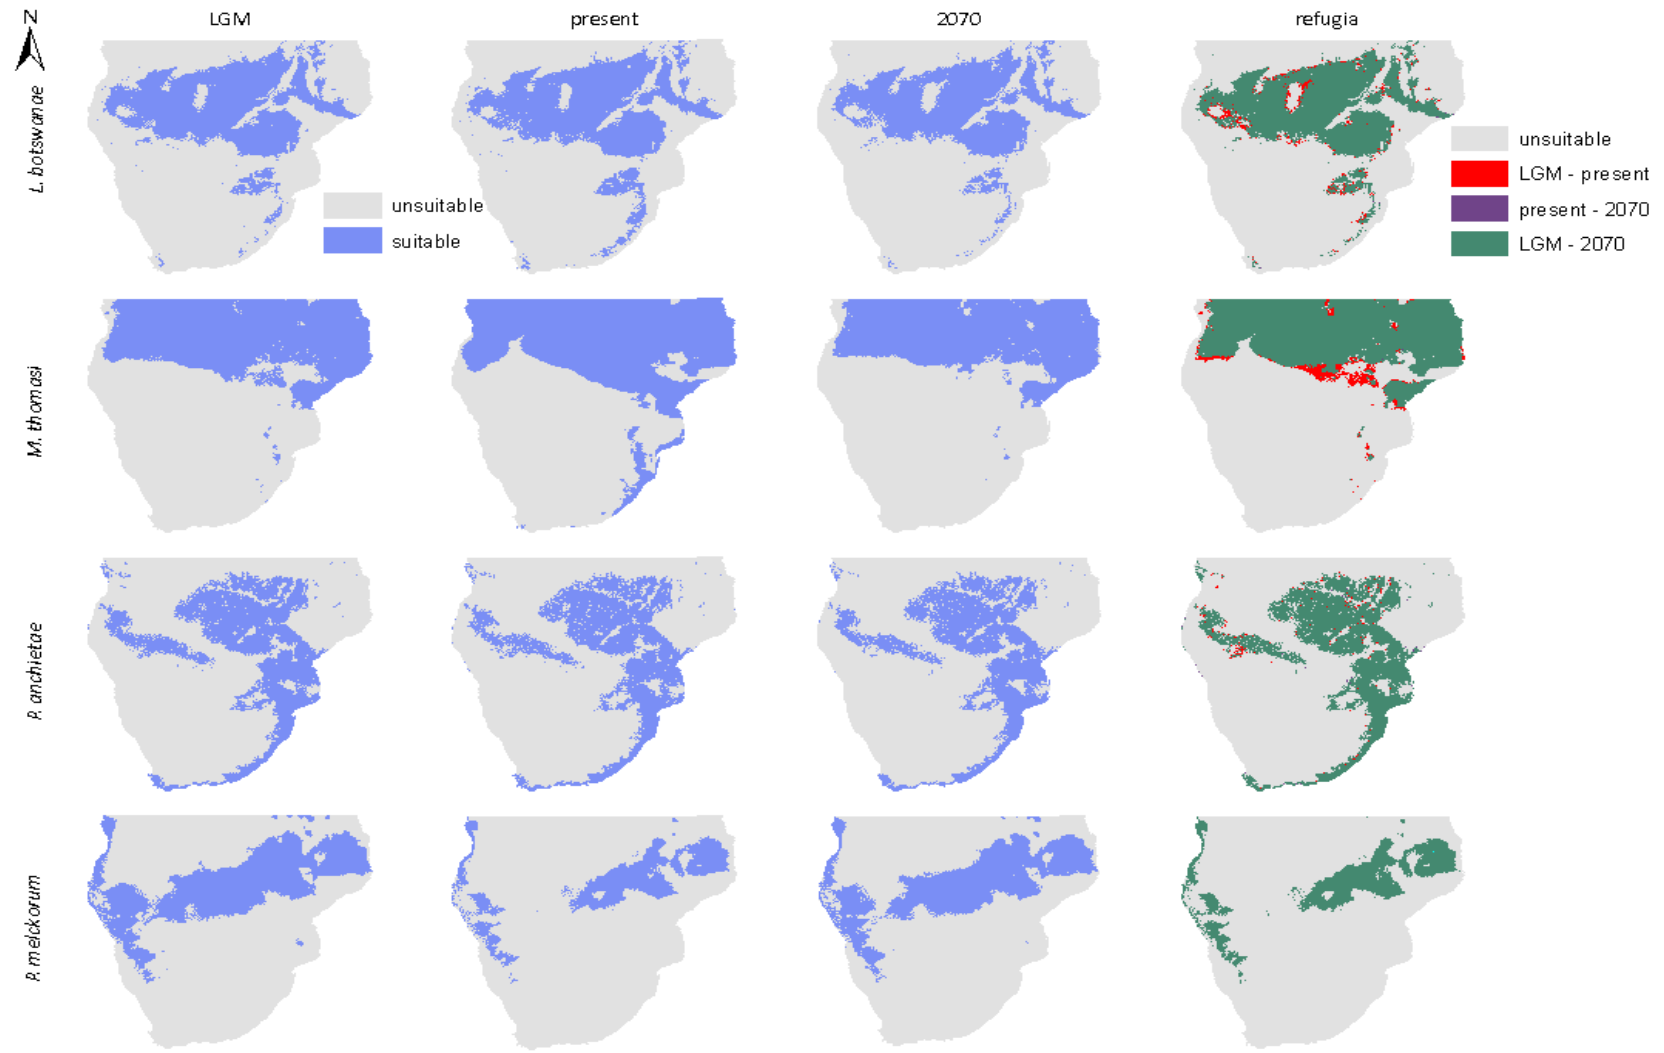 N
LGM
present
2070
refugia
L. botswanae
unsuitable
suitable
unsuitable
LGM - present
present - 2070
LGM - 2070
M. thomasi
P. anchietae
P. melckorum